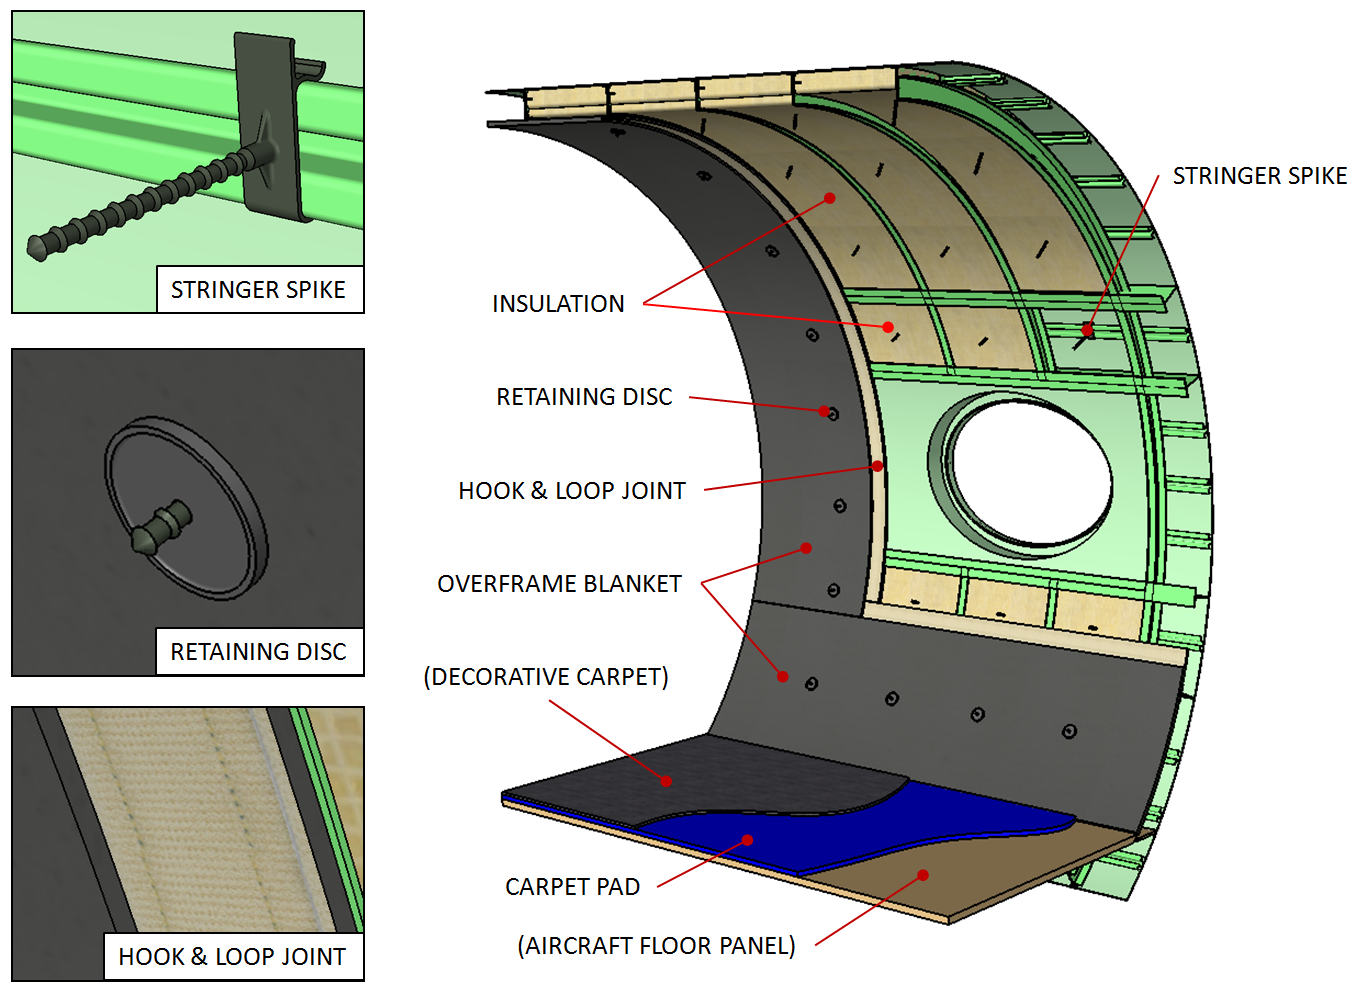 STRINGER SPIKE
RETAINING DISC
HOOK & LOOP JOINT
STRINGER SPIKE
INSULATION
RETAINING DISC
HOOK & LOOP JOINT
OVERFRAME BLANKET
(DECORATIVE CARPET)
CARPET PAD
(AIRCRAFT FLOOR PANEL)